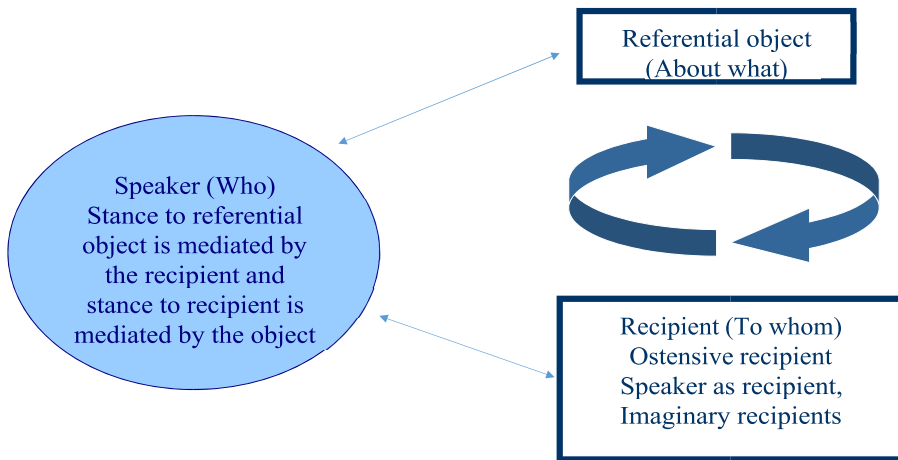 Referential object
(About what)
Speaker (Who)
Stance to referential
object is mediated by
the recipient and
stance to recipient is
mediated by the object
Recipient (To whom)
Ostensive recipient
Speaker as recipient,
Imaginary recipients